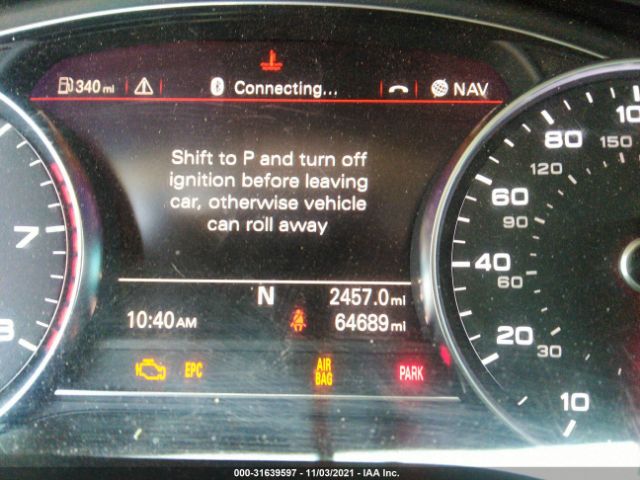 340 mi
Connecting...
NAV
Shift to P and turn off
ignition before leaving
car, otherwise vehicle
can roll away
N
2457.0 mi
10:40 AM
64689 mi
EPC
AIR
BAG
PARK
7
8
10
20
40
60
80
10
30
60
90
120
150
000-31639597 - 11/03/2021 - IAA Inc.